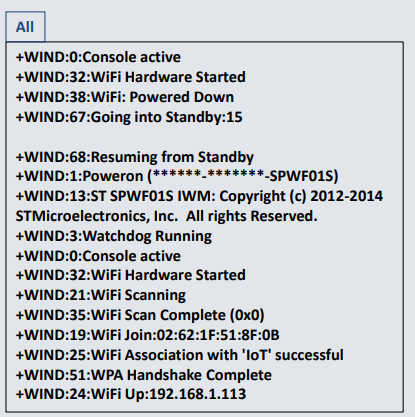 All
+WIND:0:Console active
+WIND:32:WiFi Hardware Started
+WIND:38:WiFi: Powered Down
+WIND:67:Going into Standby:15
+WIND:68:Resuming from Standby
+WIND:1:Poweron (******-*******-SPWF01S)
+WIND:13:ST SPWF01S IWM: Copyright (c) 2012-2014
STMicroelectronics, Inc.  All rights Reserved.
+WIND:3:Watchdog Running
+WIND:0:Console active
+WIND:32:WiFi Hardware Started
+WIND:21:WiFi Scanning
+WIND:35:WiFi Scan Complete (0x0)
+WIND:19:WiFi Join:02:62:1F:51:8F:0B
+WIND:25:WiFi Association with 'IoT' successful
+WIND:51:WPA Handshake Complete
+WIND:24:WiFi Up:192.168.1.113